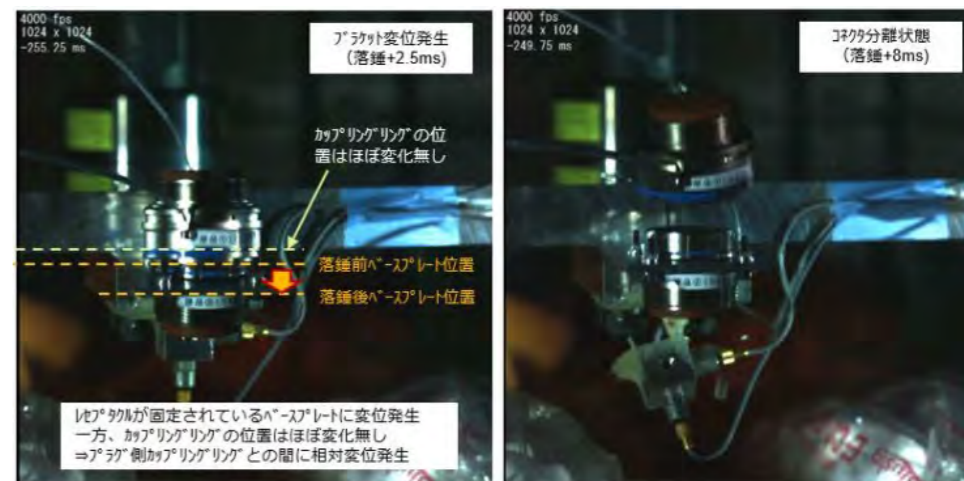 4000 fps
1024 x 1024
-255.25 ms
ﾌﾞﾗｹｯﾄ変位発生
(落錘+2.5ms)
ｶｯﾌﾟﾘﾝｸﾞﾘﾝｸﾞの位
置はほぼ変化無し
落錘前ﾍﾞｰｽﾌﾟﾚｰﾄ位置
落錘後ﾍﾞｰｽﾌﾟﾚｰﾄ位置
ﾚｾﾌﾟﾀｸﾙが固定されているﾍﾞｰｽﾌﾟﾚｰﾄに変位発生
一方、ｶｯﾌﾟﾘﾝｸﾞﾘﾝｸﾞの位置はほぼ変化無し
⇒ﾌﾟﾗｸﾞ側ｶｯﾌﾟﾘﾝｸﾞﾘﾝｸﾞとの間に相対変位発生
4000 fps
1024 x 1024
-249.75 ms
ｺﾈｸﾀ分離状態
(落錘+8ms)